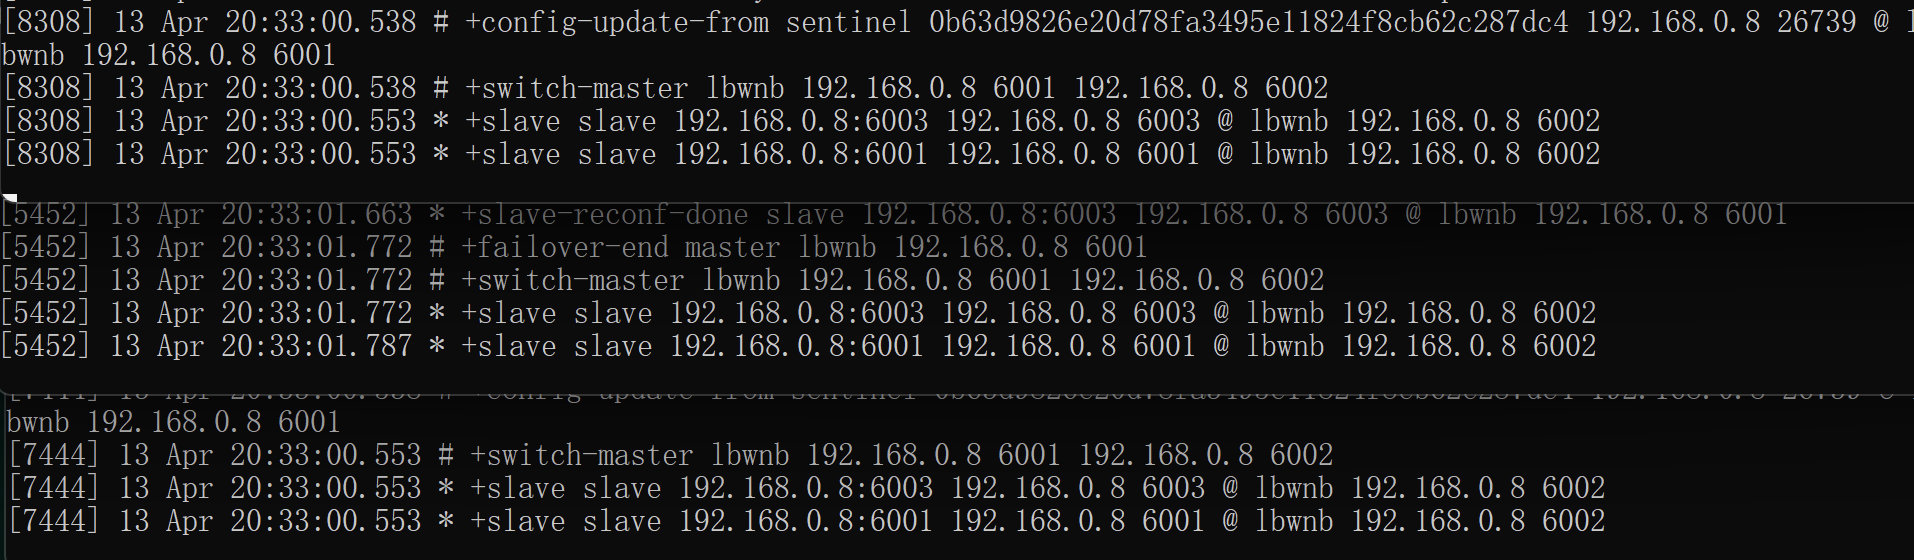 [8308] 13 Apr 20:33:00.538 # +config-update-from sentinel 0b63d9826e20d78fa3495e11824f8cb62c287dc4 192.168.0.8 26739 @ l
bwnb 192.168.0.8 6001
[8308] 13 Apr 20:33:00.538 # +switch-master lbwnb 192.168.0.8 6001 192.168.0.8 6002
[8308] 13 Apr 20:33:00.553 * +slave slave 192.168.0.8:6003 192.168.0.8 6003 @ lbwnb 192.168.0.8 6002
[8308] 13 Apr 20:33:00.553 * +slave slave 192.168.0.8:6001 192.168.0.8 6001 @ lbwnb 192.168.0.8 6002
[5452] 13 Apr 20:33:01.663 * +slave-reconf-done slave 192.168.0.8:6003 192.168.0.8 6003 @ lbwnb 192.168.0.8 6001
[5452] 13 Apr 20:33:01.772 # +failover-end master lbwnb 192.168.0.8 6001
[5452] 13 Apr 20:33:01.772 # +switch-master lbwnb 192.168.0.8 6001 192.168.0.8 6002
[5452] 13 Apr 20:33:01.772 * +slave slave 192.168.0.8:6003 192.168.0.8 6003 @ lbwnb 192.168.0.8 6002
[5452] 13 Apr 20:33:01.787 * +slave slave 192.168.0.8:6001 192.168.0.8 6001 @ lbwnb 192.168.0.8 6002
bwnb 192.168.0.8 6001
[7444] 13 Apr 20:33:00.553 # +switch-master lbwnb 192.168.0.8 6001 192.168.0.8 6002
[7444] 13 Apr 20:33:00.553 * +slave slave 192.168.0.8:6003 192.168.0.8 6003 @ lbwnb 192.168.0.8 6002
[7444] 13 Apr 20:33:00.553 * +slave slave 192.168.0.8:6001 192.168.0.8 6001 @ lbwnb 192.168.0.8 6002